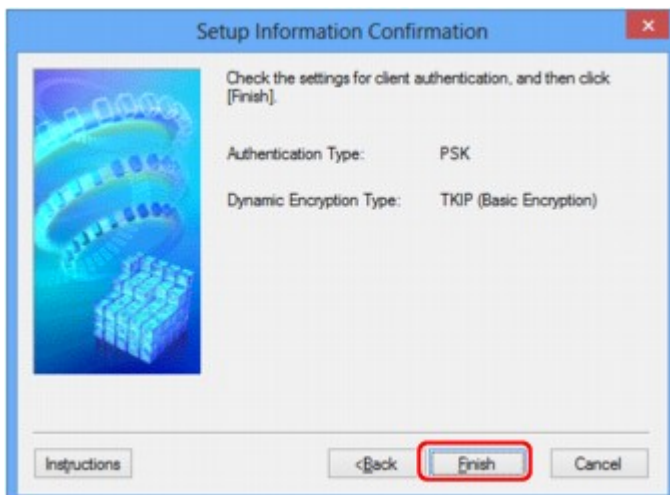 Setup Information Confirmation
Check the settings for client authentication, and then click
[Finish].
Authentication Type: PSK
Dynamic Encryption Type: TKIP (Basic Encryption)
Instructions <Back Finish Cancel